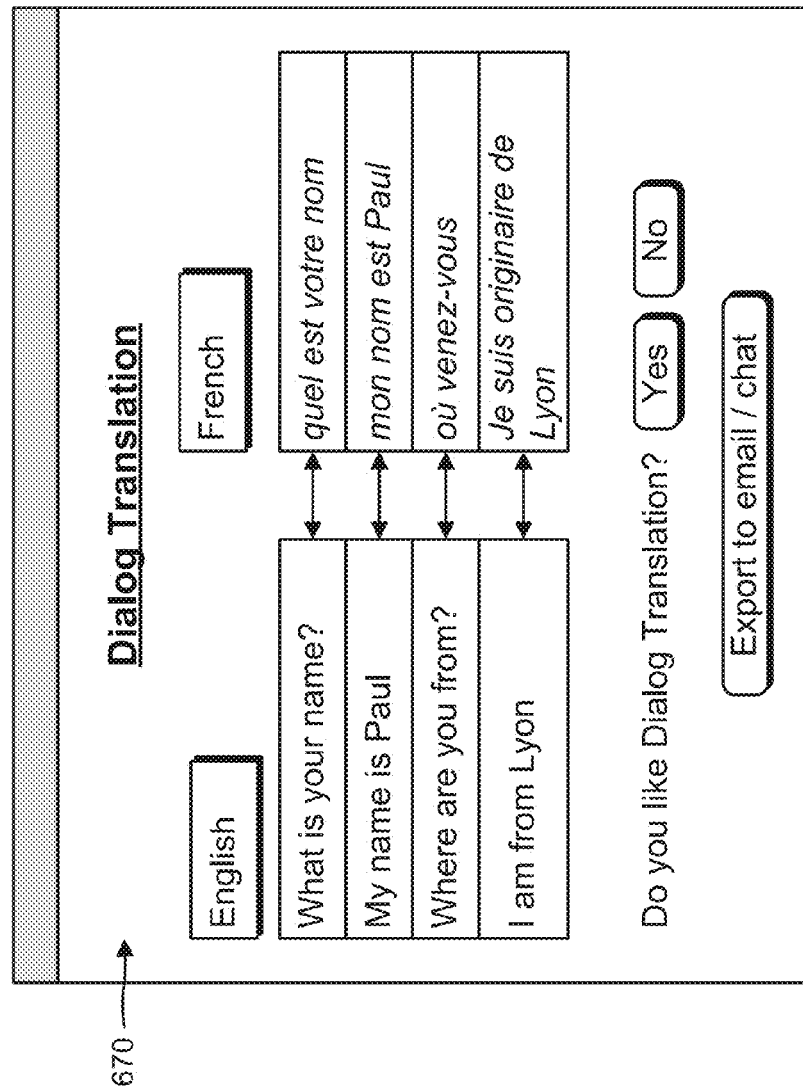 670
Dialog Translation
English
French
What is your name?
quel est votre nom
My name is Paul
mon nom est Paul
Where are you from?
où venez-vous
I am from Lyon
Je suis originaire de
Lyon
Do you like Dialog Translation?
Yes
No
Export to email / chat